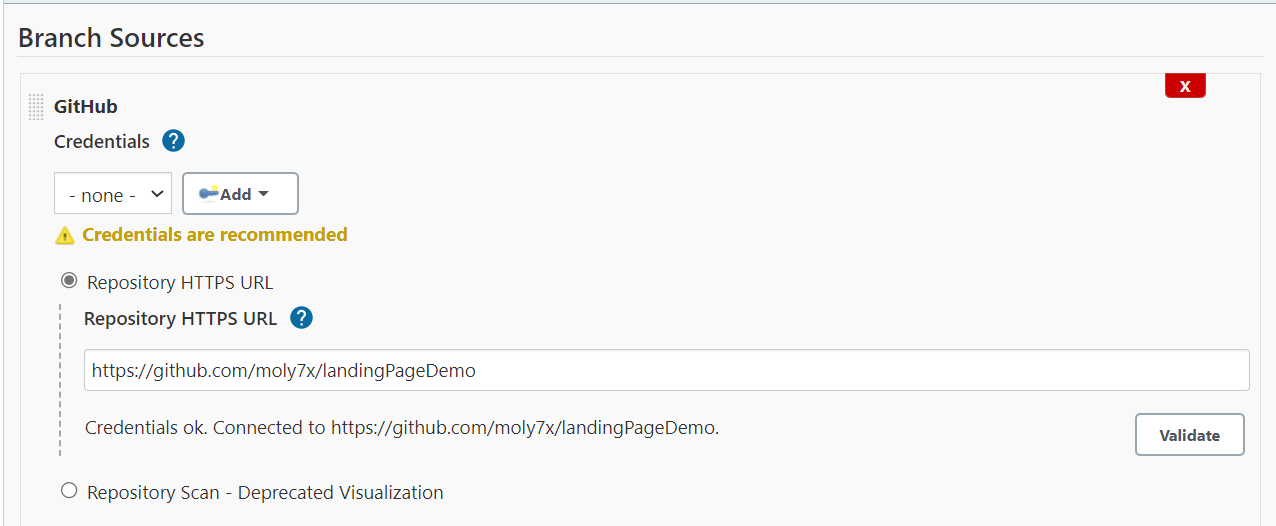 Branch Sources
X
GitHub
Credentials ?
- none - Add
Credentials are recommended
Repository HTTPS URL
Repository HTTPS URL ?
https://github.com/moly7x/landingPageDemo
Credentials ok. Connected to https://github.com/moly7x/landingPageDemo.
Validate
Repository Scan - Deprecated Visualization